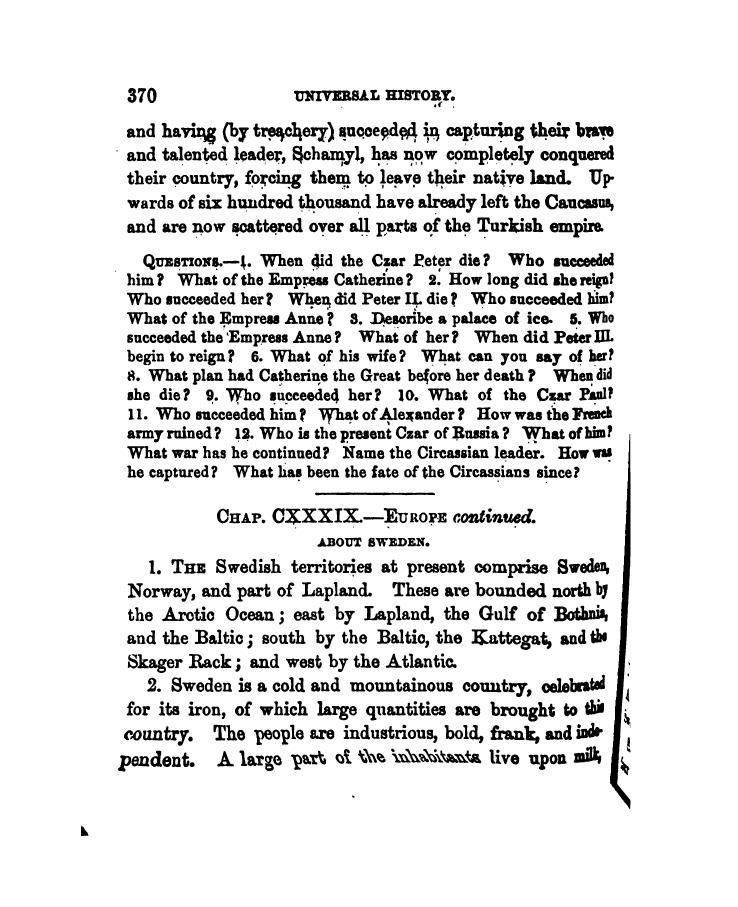 370 UNIVERSAL HISTORY.
and having (by treachery) succeeded in capturing their brave
and talented leader, Schamyl, has now completely conquered
their country, forcing them to leave their native land. Up-
wards of six hundred thousand have already left the Caucasus,
and are now scattered over all parts of the Turkish empire.
QUESTIONS.—1. When did the Czar Peter die? Who succeeded
him? What of the Empress Catherine? 2. How long did she reign?
Who succeeded her? When did Peter II. die? Who succeeded him?
What of the Empress Anne? 3. Describe a palace of ice. 5. Who
succeeded the Empress Anne? What of her? When did Peter III.
begin to reign? 6. What of his wife? What can you say of her?
8. What plan had Catherine the Great before her death? When did
she die? 9. Who succeeded her? 10. What of the Czar Paul?
11. Who succeeded him? What of Alexander? How was the French
army ruined? 12. Who is the present Czar of Russia? What of him?
What war has he continued? Name the Circassian leader. How was
he captured? What has been the fate of the Circassians since?
CHAP. CXXXIX.—EUROPE continued.
ABOUT SWEDEN.
1. THE Swedish territories at present comprise Sweden,
Norway, and part of Lapland. These are bounded north by
the Arctic Ocean; east by Lapland, the Gulf of Bothnia,
and the Baltic; south by the Baltic, the Kattegat, and the
Skager Rack; and west by the Atlantic.
2. Sweden is a cold and mountainous country, celebrated
for its iron, of which large quantities are brought to this
country. The people are industrious, bold, frank, and inde-
pendent. A large part of the inhabitants live upon milk,